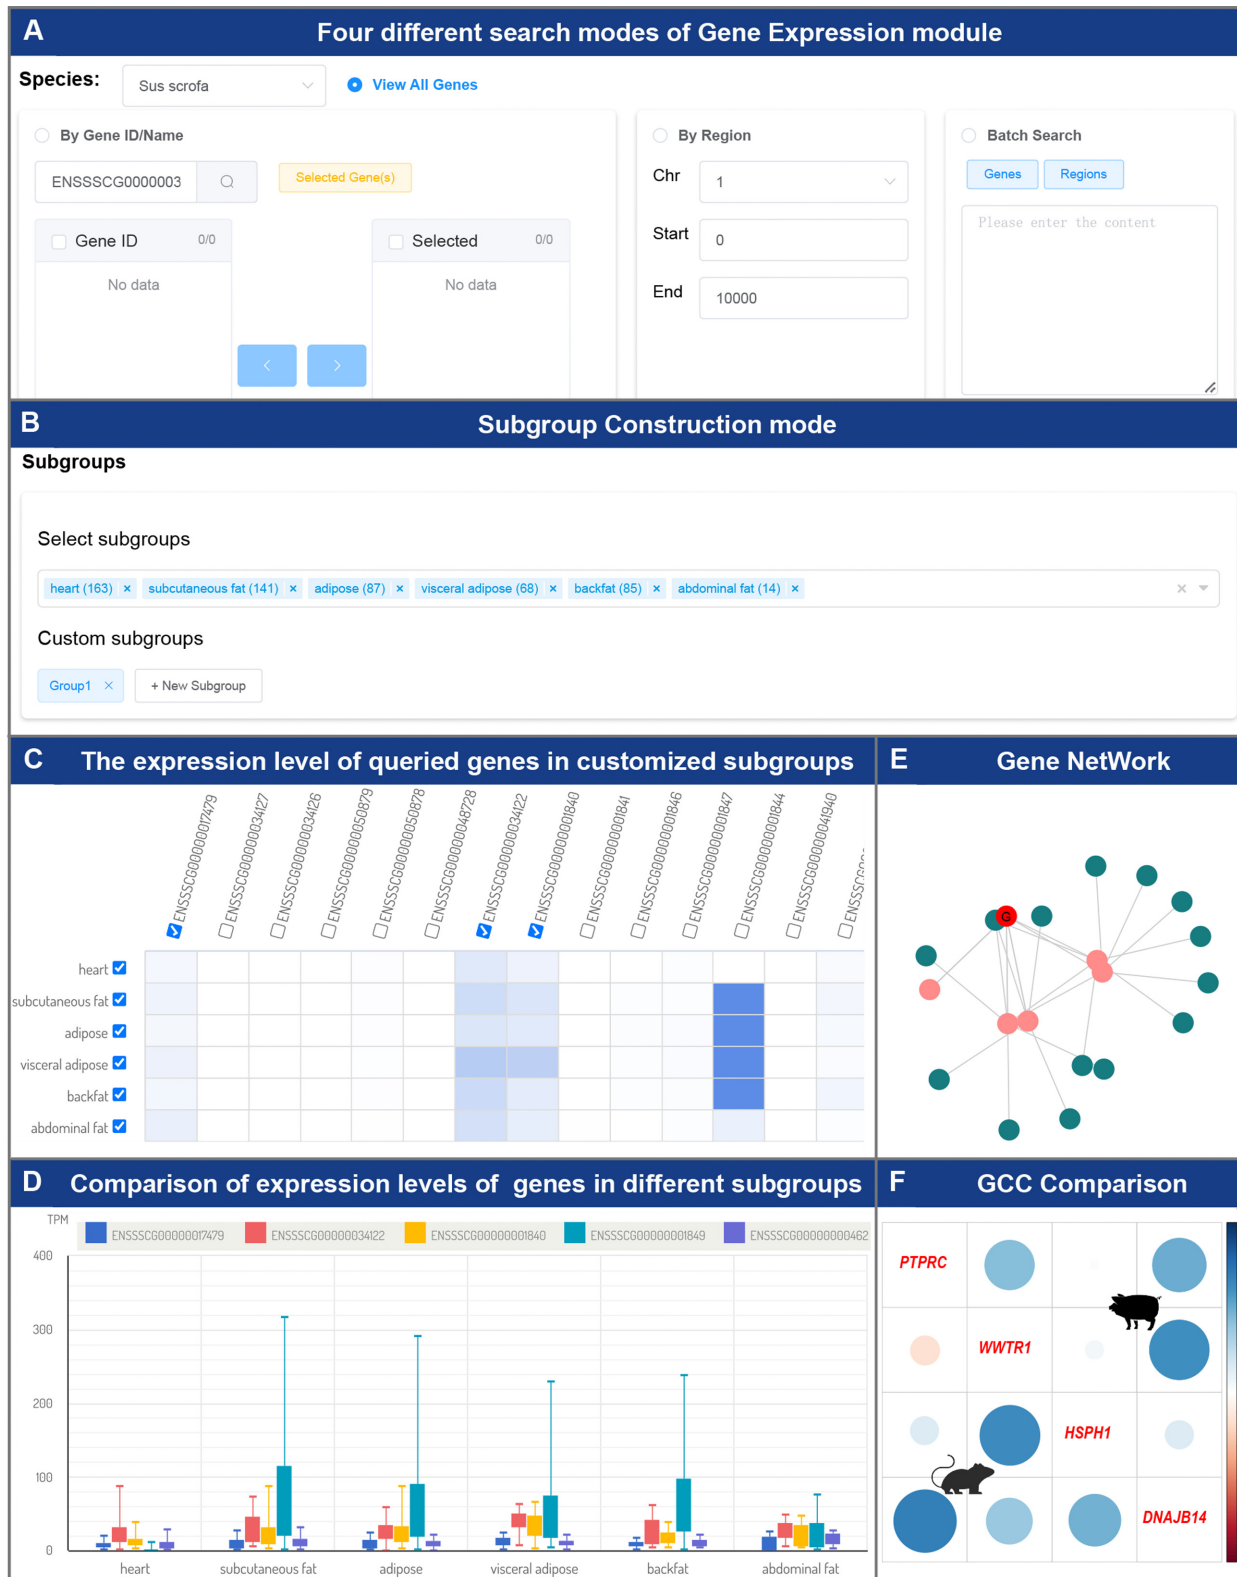 A Four different search modes of Gene Expression module
Species: Sus scrofa View All Genes
By Gene ID/Name
ENSSSCG0000003 Selected Gene(s)
Gene ID 0/0
No data
Selected 0/0
No data
By Region
Chr 1
Start 0
End 10000
Batch Search
Genes Regions
Please enter the content
B Subgroup Construction mode
Subgroups
Select subgroups
heart (163) × subcutaneous fat (141) × adipose (87) × visceral adipose (68) × backfat (85) × abdominal fat (14) ×
Custom subgroups
Group1 × + New Subgroup
C The expression level of queried genes in customized subgroups
ENSSSCG00000017479
ENSSSCG00000034127
ENSSSCG00000034126
ENSSSCG00000050879
ENSSSCG00000050878
ENSSSCG00000048728
ENSSSCG00000034122
ENSSSCG00000001840
ENSSSCG00000001841
ENSSSCG00000001846
ENSSSCG00000001847
ENSSSCG00000001844
ENSSSCG00000041940
heart
subcutaneous fat
adipose
visceral adipose
backfat
abdominal fat
E Gene NetWork
G
D Comparison of expression levels of genes in different subgroups
TPM
ENSSSCG00000017479 ENSSSCG00000034122 ENSSSCG00000001840 ENSSSCG00000001849 ENSSSCG00000000462
400
300
200
100
0
heart subcutaneous fat adipose visceral adipose backfat abdominal fat
F GCC Comparison
PTPRC
WWTR1
HSPH1
DNAJB14